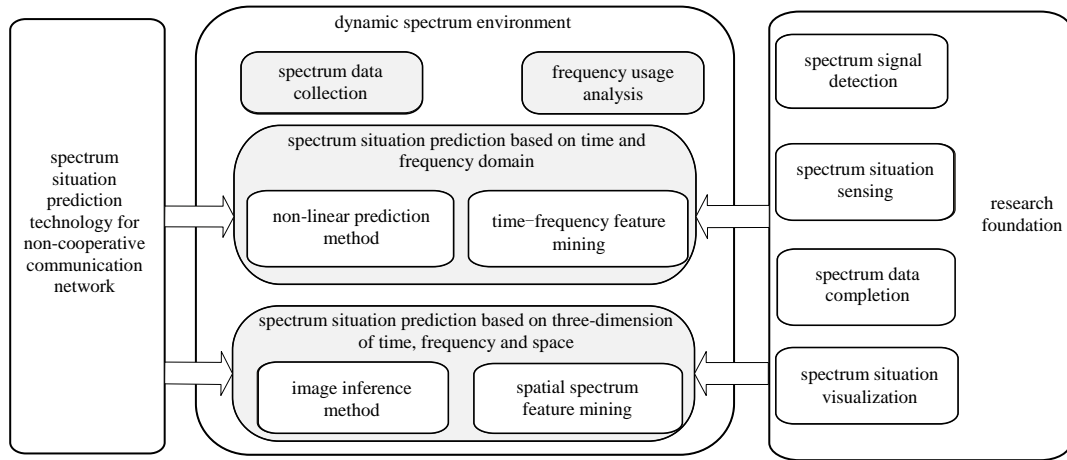 spectrum
situation
prediction
technology for
non-cooperative
communication
network
dynamic spectrum environment
spectrum data
collection
frequency usage
analysis
spectrum situation prediction based on time and
frequency domain
non-linear prediction
method
time−frequency feature
mining
spectrum situation prediction based on three-dimension
of time, frequency and space
image inference
method
spatial spectrum
feature mining
spectrum signal
detection
spectrum situation
sensing
spectrum data
completion
spectrum situation
visualization
research
foundation